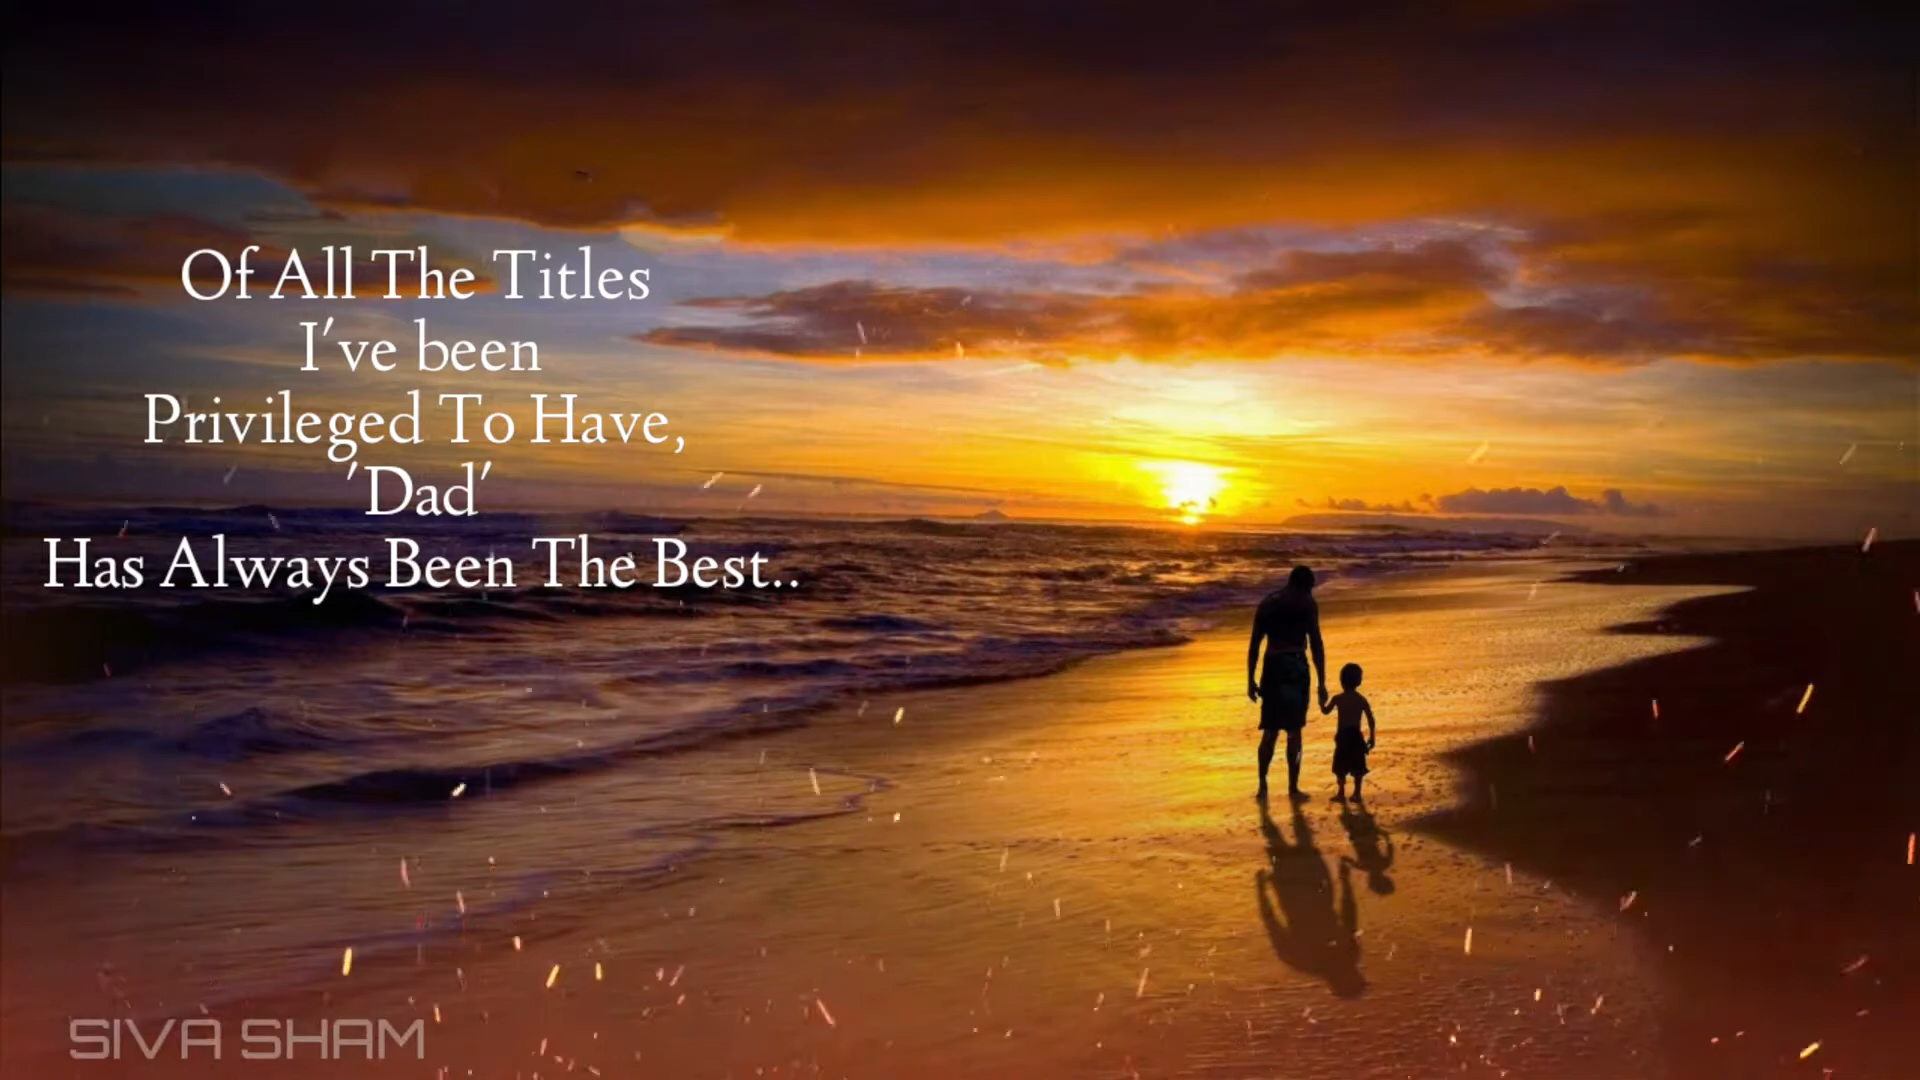 Of All The Titles
I've been
Privileged To Have,
'Dad'
Has Always Been The Best..
SIVA SHAM